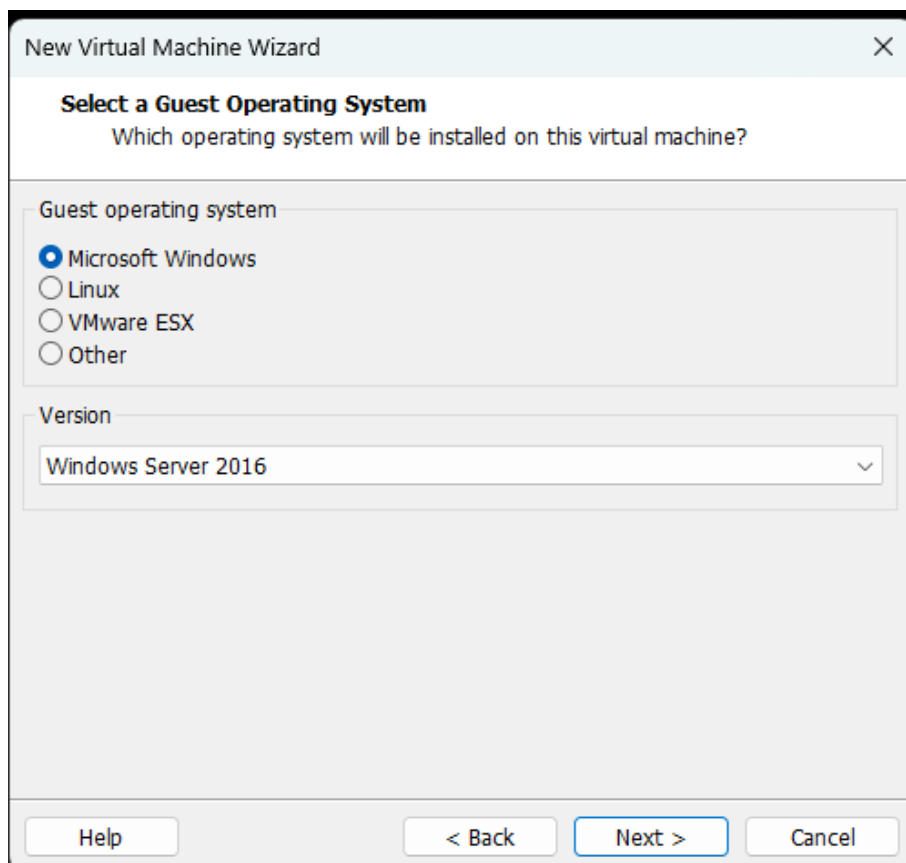 New Virtual Machine Wizard
Select a Guest Operating System
Which operating system will be installed on this virtual machine?
Guest operating system
Microsoft Windows
Linux
VMware ESX
Other
Version
Windows Server 2016
Help
< Back
Next >
Cancel